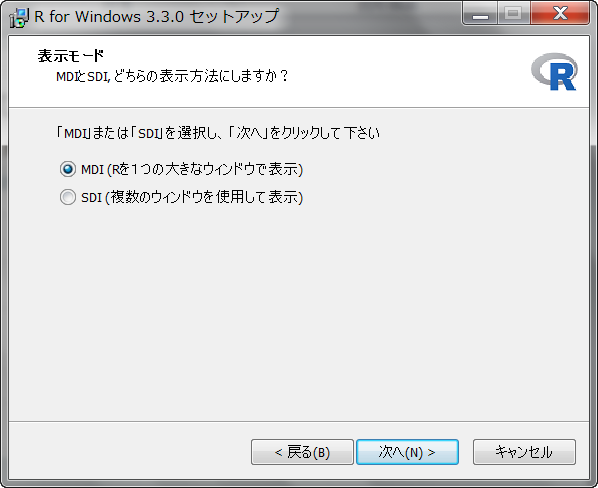 R for Windows 3.3.0 セットアップ
表示モード
MDIとSDI,どちらの表示方法にしますか？
R
「MDI」または「SDI」を選択し、「次へ」をクリックして下さい
MDI (Rを１つの大きなウィンドウで表示)
SDI (複数のウィンドウを使用して表示)
< 戻る(B)
次へ(N) >
キャンセル